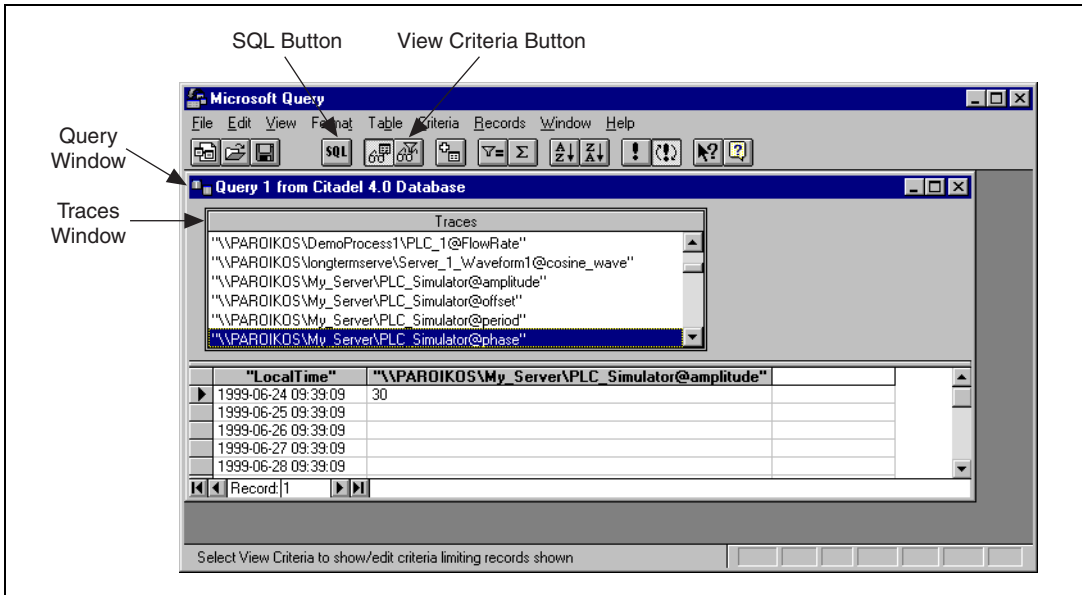 SQL Button View Criteria Button
Microsoft Query
File Edit View Format Table Criteria Records Window Help
SQL
Query
Window
Query 1 from Citadel 4.0 Database
Traces
Window
Traces
"\\PAROIKOS\DemoProcess1\PLC_1@FlowRate"
"\\PAROIKOS\longtermserve\Server_1_Waveform1@cosine_wave"
"\\PAROIKOS\My_Server\PLC_Simulator@amplitude"
"\\PAROIKOS\My_Server\PLC_Simulator@offset"
"\\PAROIKOS\My_Server\PLC_Simulator@period"
"\\PAROIKOS\My_Server\PLC_Simulator@phase"
"LocalTime" "\\PAROIKOS\My_Server\PLC_Simulator@amplitude"
1999-06-24 09:39:09 30
1999-06-25 09:39:09
1999-06-26 09:39:09
1999-06-27 09:39:09
1999-06-28 09:39:09
Record: 1
Select View Criteria to show/edit criteria limiting records shown